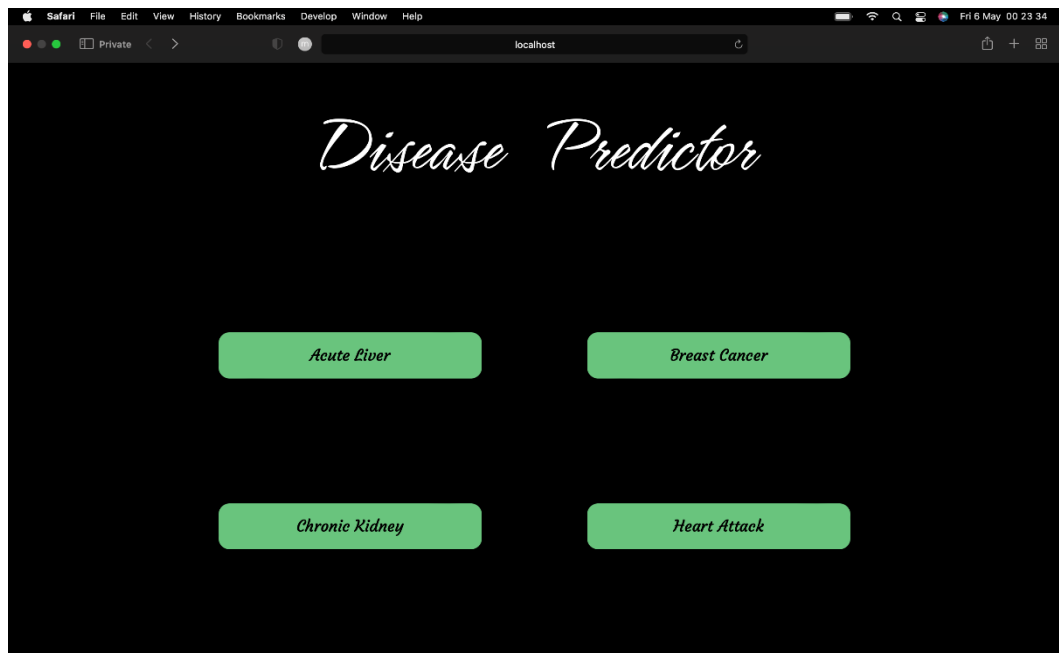 Safari File Edit View History Bookmarks Develop Window Help Fri 6 May 00 23 34
Private localhost
Disease Predictor
Acute Liver Breast Cancer
Chronic Kidney Heart Attack